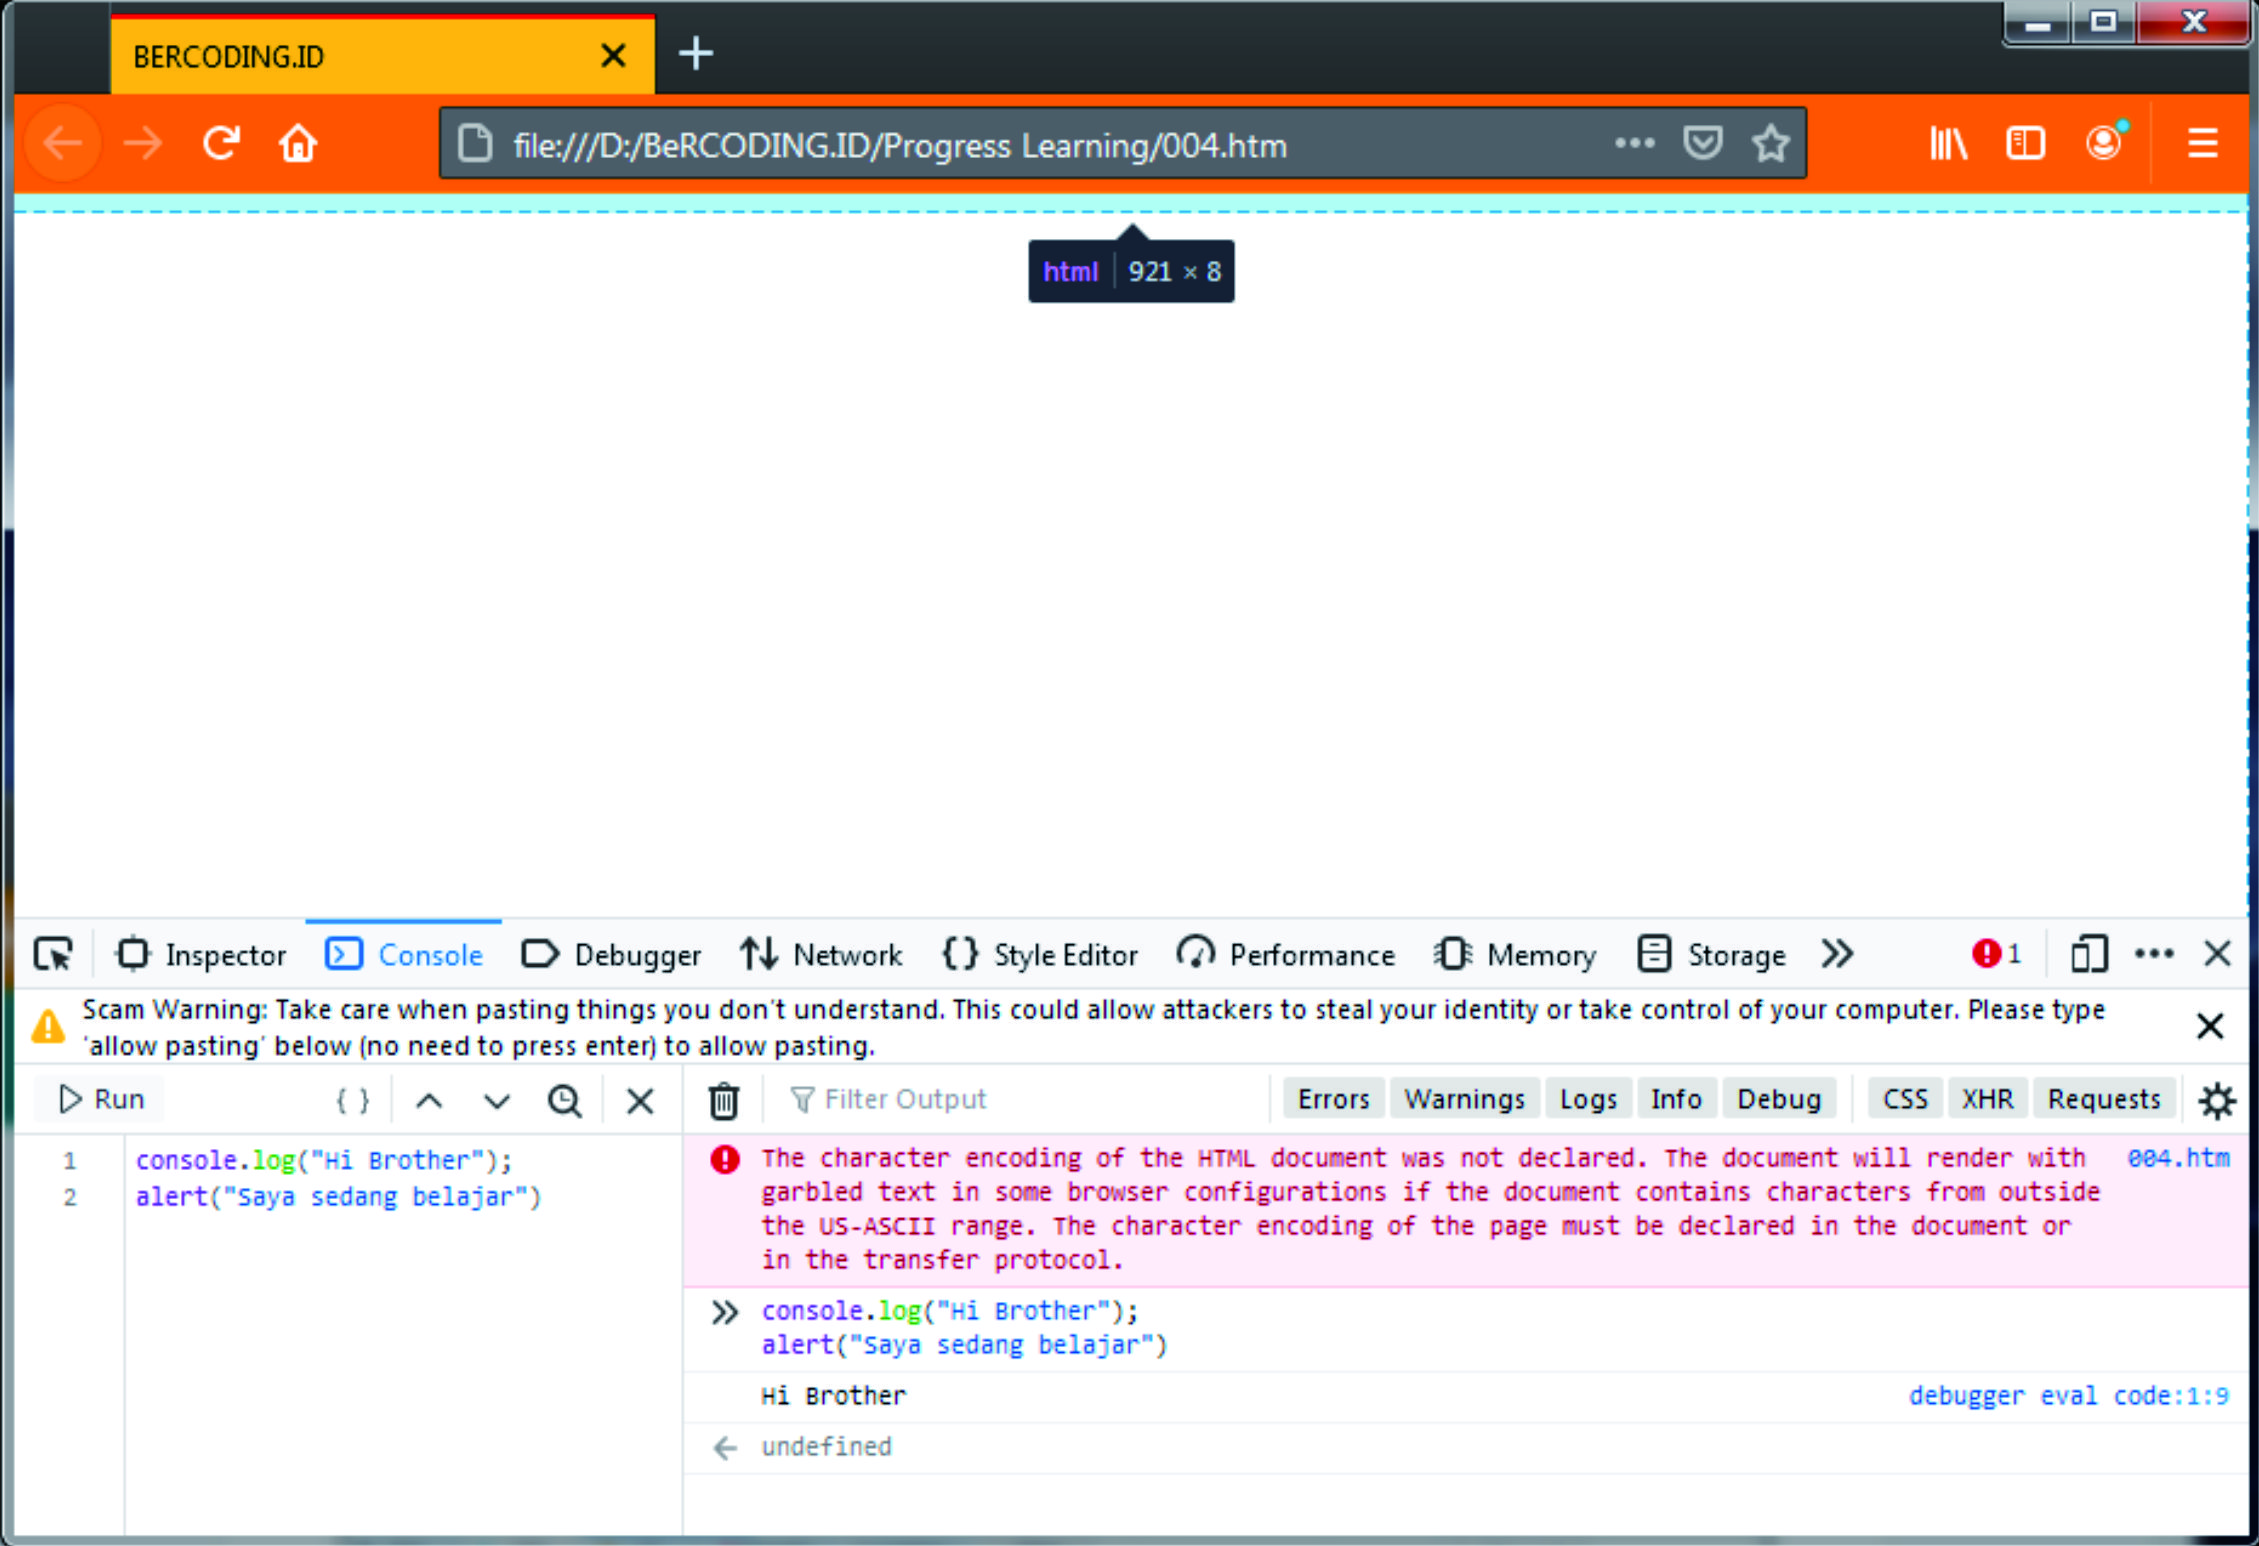 BERCODING.ID
file:///D:/BeRCODING.ID/Progress Learning/004.htm
html 921 × 8
Inspector Console Debugger Network Style Editor Performance Memory Storage 1
Scam Warning: Take care when pasting things you don't understand. This could allow attackers to steal your identity or take control of your computer. Please type
'allow pasting' below (no need to press enter) to allow pasting.
Run Filter Output Errors Warnings Logs Info Debug CSS XHR Requests
1 console.log("Hi Brother");
2 alert("Saya sedang belajar")
The character encoding of the HTML document was not declared. The document will render with 004.htm
garbled text in some browser configurations if the document contains characters from outside
the US-ASCII range. The character encoding of the page must be declared in the document or
in the transfer protocol.
console.log("Hi Brother");
alert("Saya sedang belajar")
Hi Brother debugger eval code:1:9
undefined